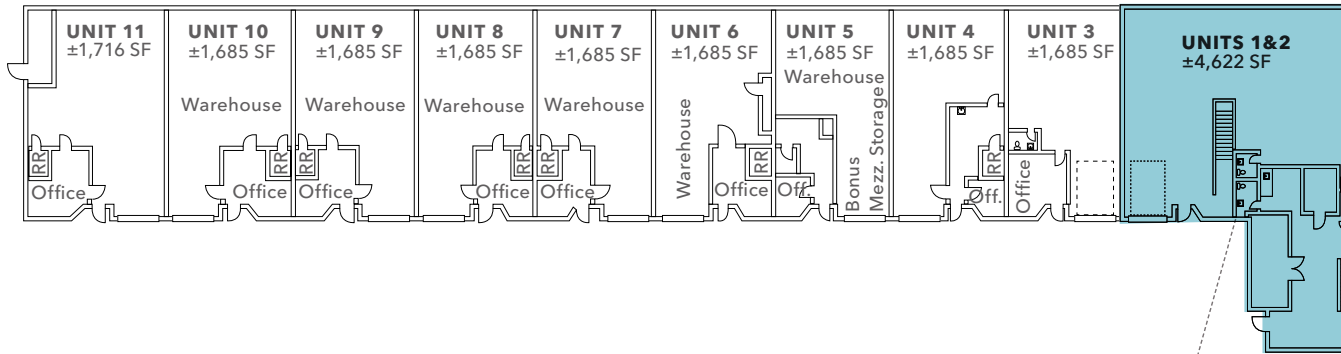 UNIT 11
±1,716 SF
UNIT 10
±1,685 SF
UNIT 9
±1,685 SF
UNIT 8
±1,685 SF
UNIT 7
±1,685 SF
UNIT 6
±1,685 SF
UNIT 5
±1,685 SF
Warehouse
UNIT 4
±1,685 SF
UNIT 3
±1,685 SF
UNITS 1&2
±4,622 SF
Warehouse
Warehouse
Warehouse
Warehouse
Warehouse
Bonus
Mezz. Storage
RR
Office
RR
Office
RR
Office
RR
Office
RR
Office
RR
Office
Off.
RR
Off.
Office